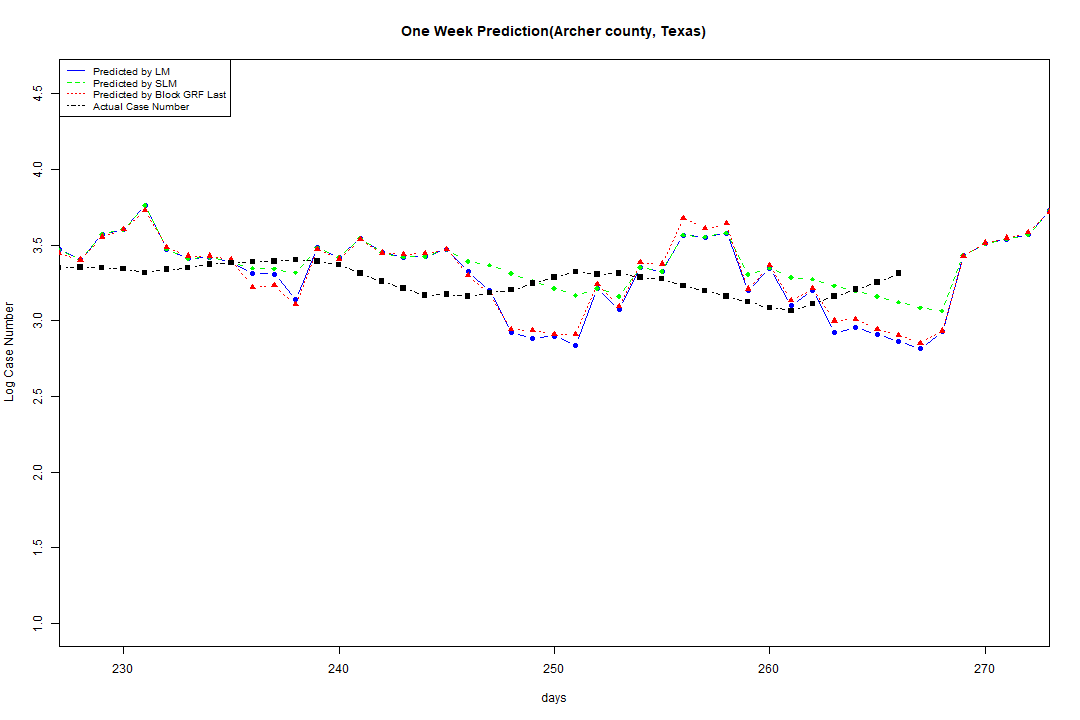 One Week Prediction(Archer county, Texas)
Predicted by LM
Predicted by SLM
Predicted by Block GRF Last
Actual Case Number
4.5
4.0
3.5
3.0
2.5
2.0
1.5
1.0
Log Case Number
230 240 250 260 270
days